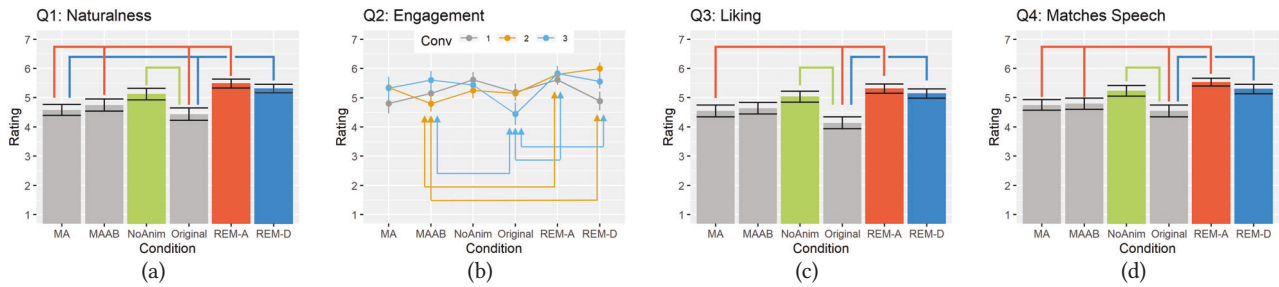 Q1: Naturalness
7
6
5
4
3
2
1
Rating
MA MAAB NoAnim Original REM-A REM-D
Condition
(a)
Q2: Engagement
Conv 1 2 3
7
6
5
4
3
2
1
Rating
MA MAAB NoAnim Original REM-A REM-D
Condition
(b)
Q3: Liking
7
6
5
4
3
2
1
Rating
MA MAAB NoAnim Original REM-A REM-D
Condition
(c)
Q4: Matches Speech
7
6
5
4
3
2
1
Rating
MA MAAB NoAnim Original REM-A REM-D
Condition
(d)